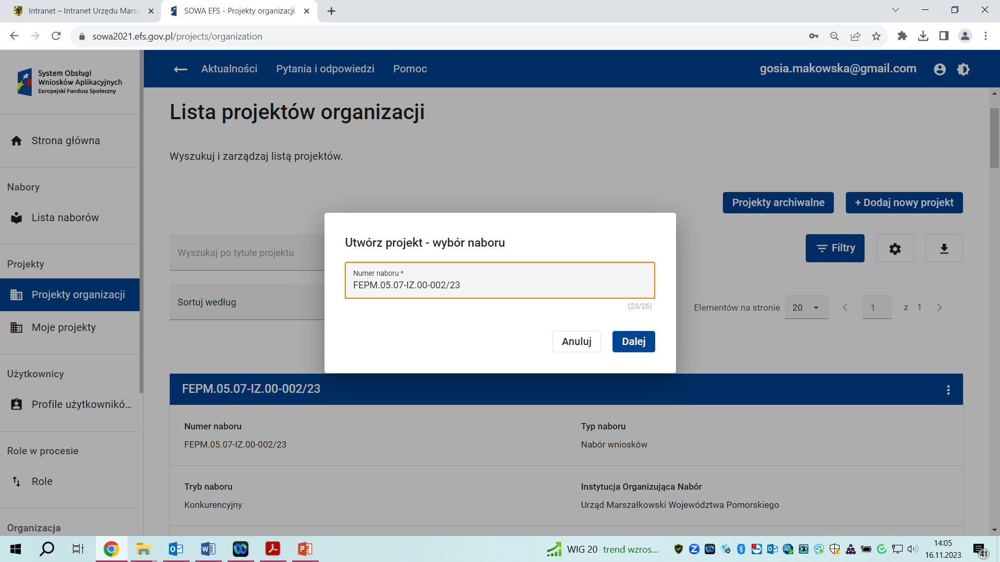 Intranet – Intranet Urzędu Marsz
SOWA EFS - Projekty organizacji
sowa2021.efs.gov.pl/projects/organization
System Obsługi
Wniosków Aplikacyjnych
Europejski Fundusz Społeczny
Aktualności
Pytania i odpowiedzi
Pomoc
gosia.makowska@gmail.com
Strona główna
Nabory
Lista naborów
Projekty
Projekty organizacji
Moje projekty
Użytkownicy
Profile użytkownikó...
Role w procesie
Role
Organizacja
Lista projektów organizacji
Wyszukuj i zarządzaj listą projektów.
Projekty archiwalne
+ Dodaj nowy projekt
Wyszukaj po tytule projektu
Filtry
Sortuj według
Elementów na stronie
20
1
z 1
Utwórz projekt - wybór naboru
Numer naboru *
FEPM.05.07-IZ.00-002/23
(23/26)
Anuluj
Dalej
FEPM.05.07-IZ.00-002/23
Numer naboru
FEPM.05.07-IZ.00-002/23
Typ naboru
Nabór wniosków
Tryb naboru
Konkurencyjny
Instytucja Organizująca Nabór
Urząd Marszałkowski Województwa Pomorskiego
WIG 20 trend wzros...
14:05
16.11.2023
41